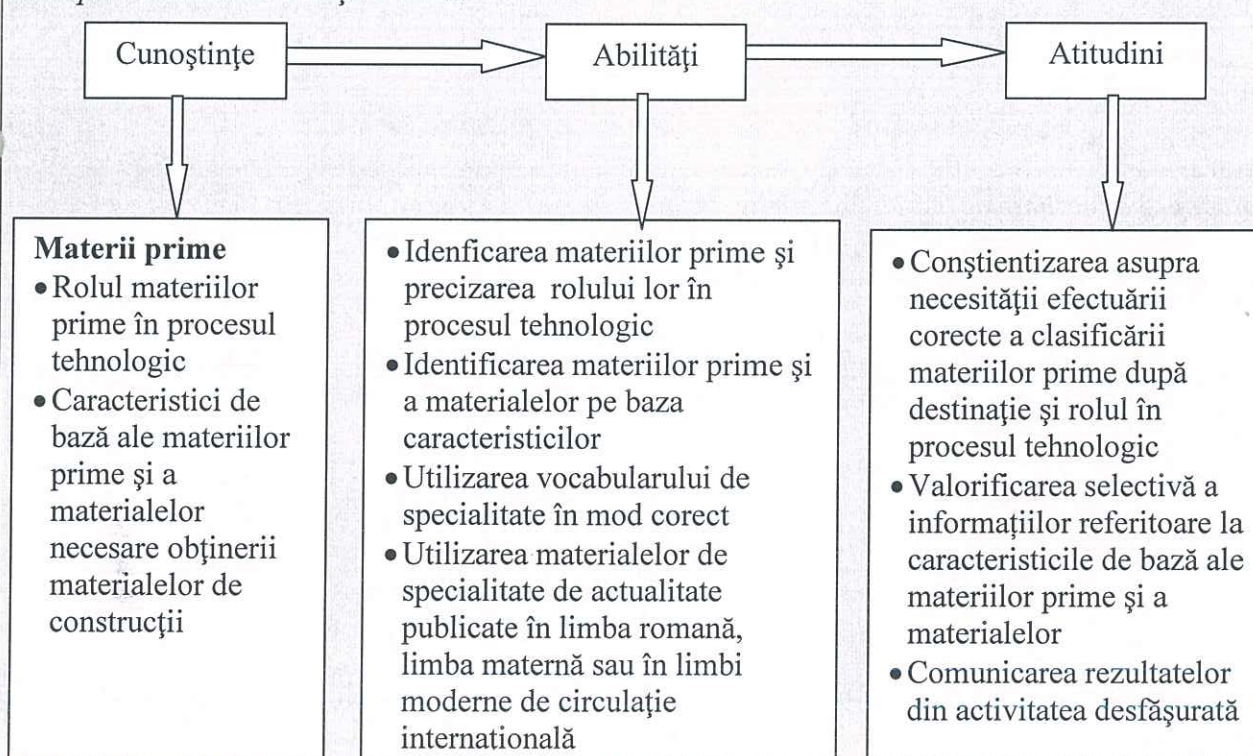 Cunoştinţe
Abilităţi
Atitudini
Materii prime
•Rolul materiilor
prime în procesul
tehnologic
•Caracteristici de
bază ale materiilor
prime şi a
materialelor
necesare obţinerii
materialelor de
construcţii
•Idenficarea materiilor prime şi
precizarea rolului lor în
procesul tehnologic
•Identificarea materiilor prime şi
a materialelor pe baza
caracteristicilor
•Utilizarea vocabularului de
specialitate în mod corect
•Utilizarea materialelor de
specialitate de actualitate
publicate în limba romană,
limba maternă sau în limbi
moderne de circulaţie
internatională
•Conştientizarea asupra
necesităţii efectuării
corecte a clasificării
materiilor prime după
destinaţie şi rolul în
procesul tehnologic
•Valorificarea selectivă a
informațiilor referitoare la
caracteristicile de bază ale
materiilor prime şi a
materialelor
•Comunicarea rezultatelor
din activitatea desfăşurată